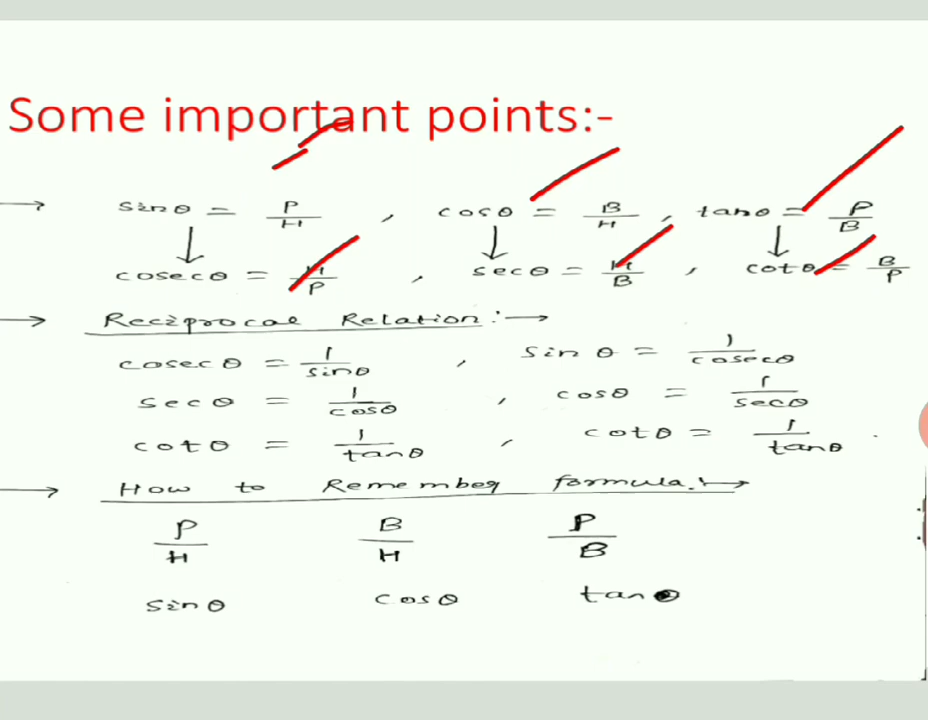 Some important points:-
→ sinθ = P/H , cosθ = B/H , tanθ = P/B
↓ ↓ ↓
cosecθ = H/P , secθ = H/B , cotθ = B/P
→ Reciprocal Relation:→
cosecθ = 1/sinθ , sinθ = 1/cosecθ
secθ = 1/cosθ , cosθ = 1/secθ
cotθ = 1/tanθ , cotθ = 1/tanθ .
→ How to Remember formula:→
P/H B/H P/B
sinθ cosθ tanθ